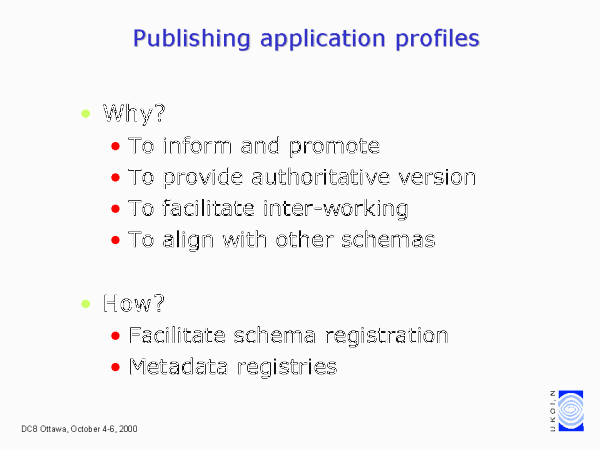 Publishing application profiles
Why?
To inform and promote
To provide authoritative version
To facilitate inter-working
To align with other schemas
How?
Facilitate schema registration
Metadata registries
UKOLN
DC8 Ottawa, October 4-6, 2000